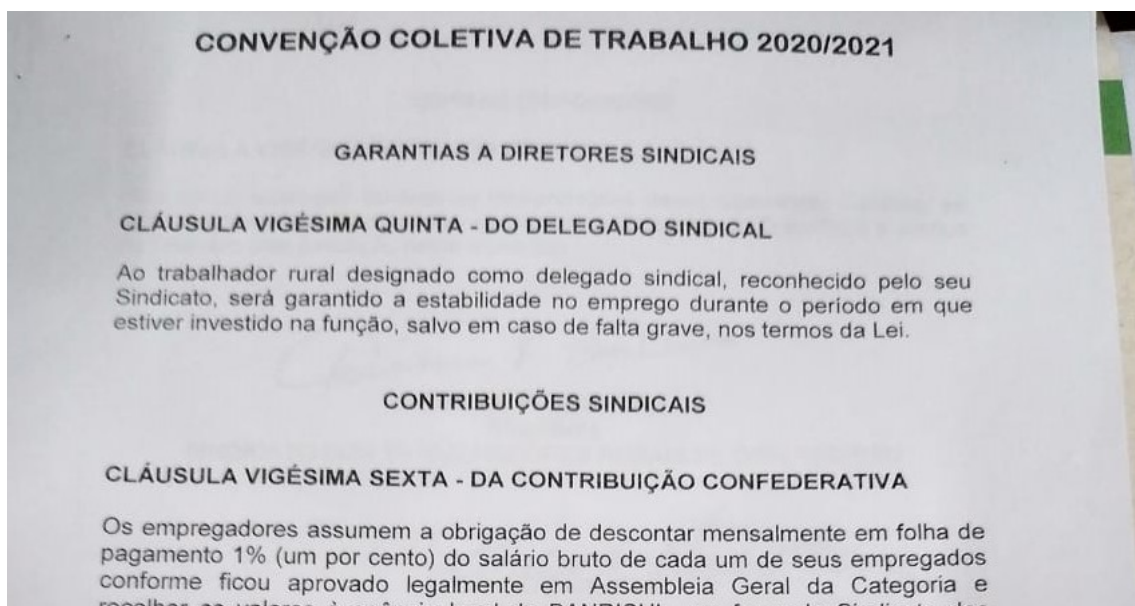 CONVENÇÃO COLETIVA DE TRABALHO 2020/2021
GARANTIAS A DIRETORES SINDICAIS
CLÁUSULA VIGÉSIMA QUINTA - DO DELEGADO SINDICAL
Ao trabalhador rural designado como delegado sindical, reconhecido pelo seu
Sindicato, será garantido a estabilidade no emprego durante o período em que
estiver investido na função, salvo em caso de falta grave, nos termos da Lei.
CONTRIBUIÇÕES SINDICAIS
CLÁUSULA VIGÉSIMA SEXTA - DA CONTRIBUIÇÃO CONFEDERATIVA
Os empregadores assumem a obrigação de descontar mensalmente em folha de
pagamento 1% (um por cento) do salário bruto de cada um de seus empregados
conforme ficou aprovado legalmente em Assembleia Geral da Categoria e